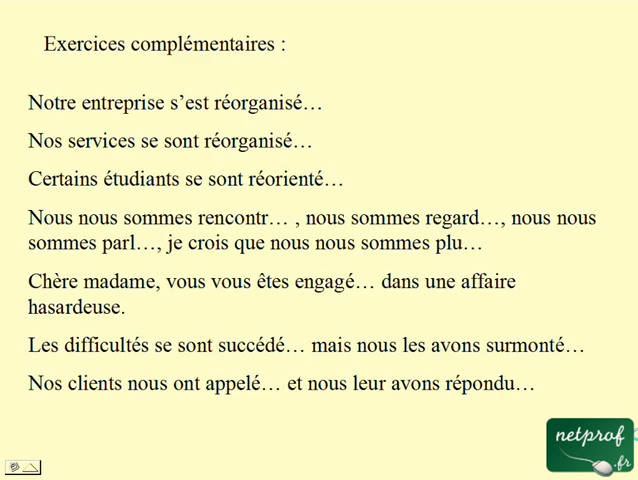 Exercices complémentaires :
Notre entreprise s’est réorganisé…
Nos services se sont réorganisé…
Certains étudiants se sont réorienté…
Nous nous sommes rencontr… , nous sommes regard…, nous nous
sommes parl…, je crois que nous nous sommes plu…
Chère madame, vous vous êtes engagé… dans une affaire
hasardeuse.
Les difficultés se sont succédé… mais nous les avons surmonté…
Nos clients nous ont appelé… et nous leur avons répondu…
netprof
.fr